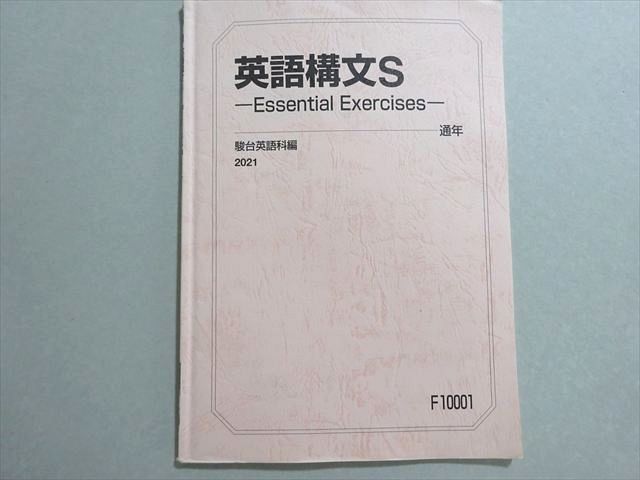 英語構文S
—Essential Exercises—
通年
駿台英語科編
2021
F10001